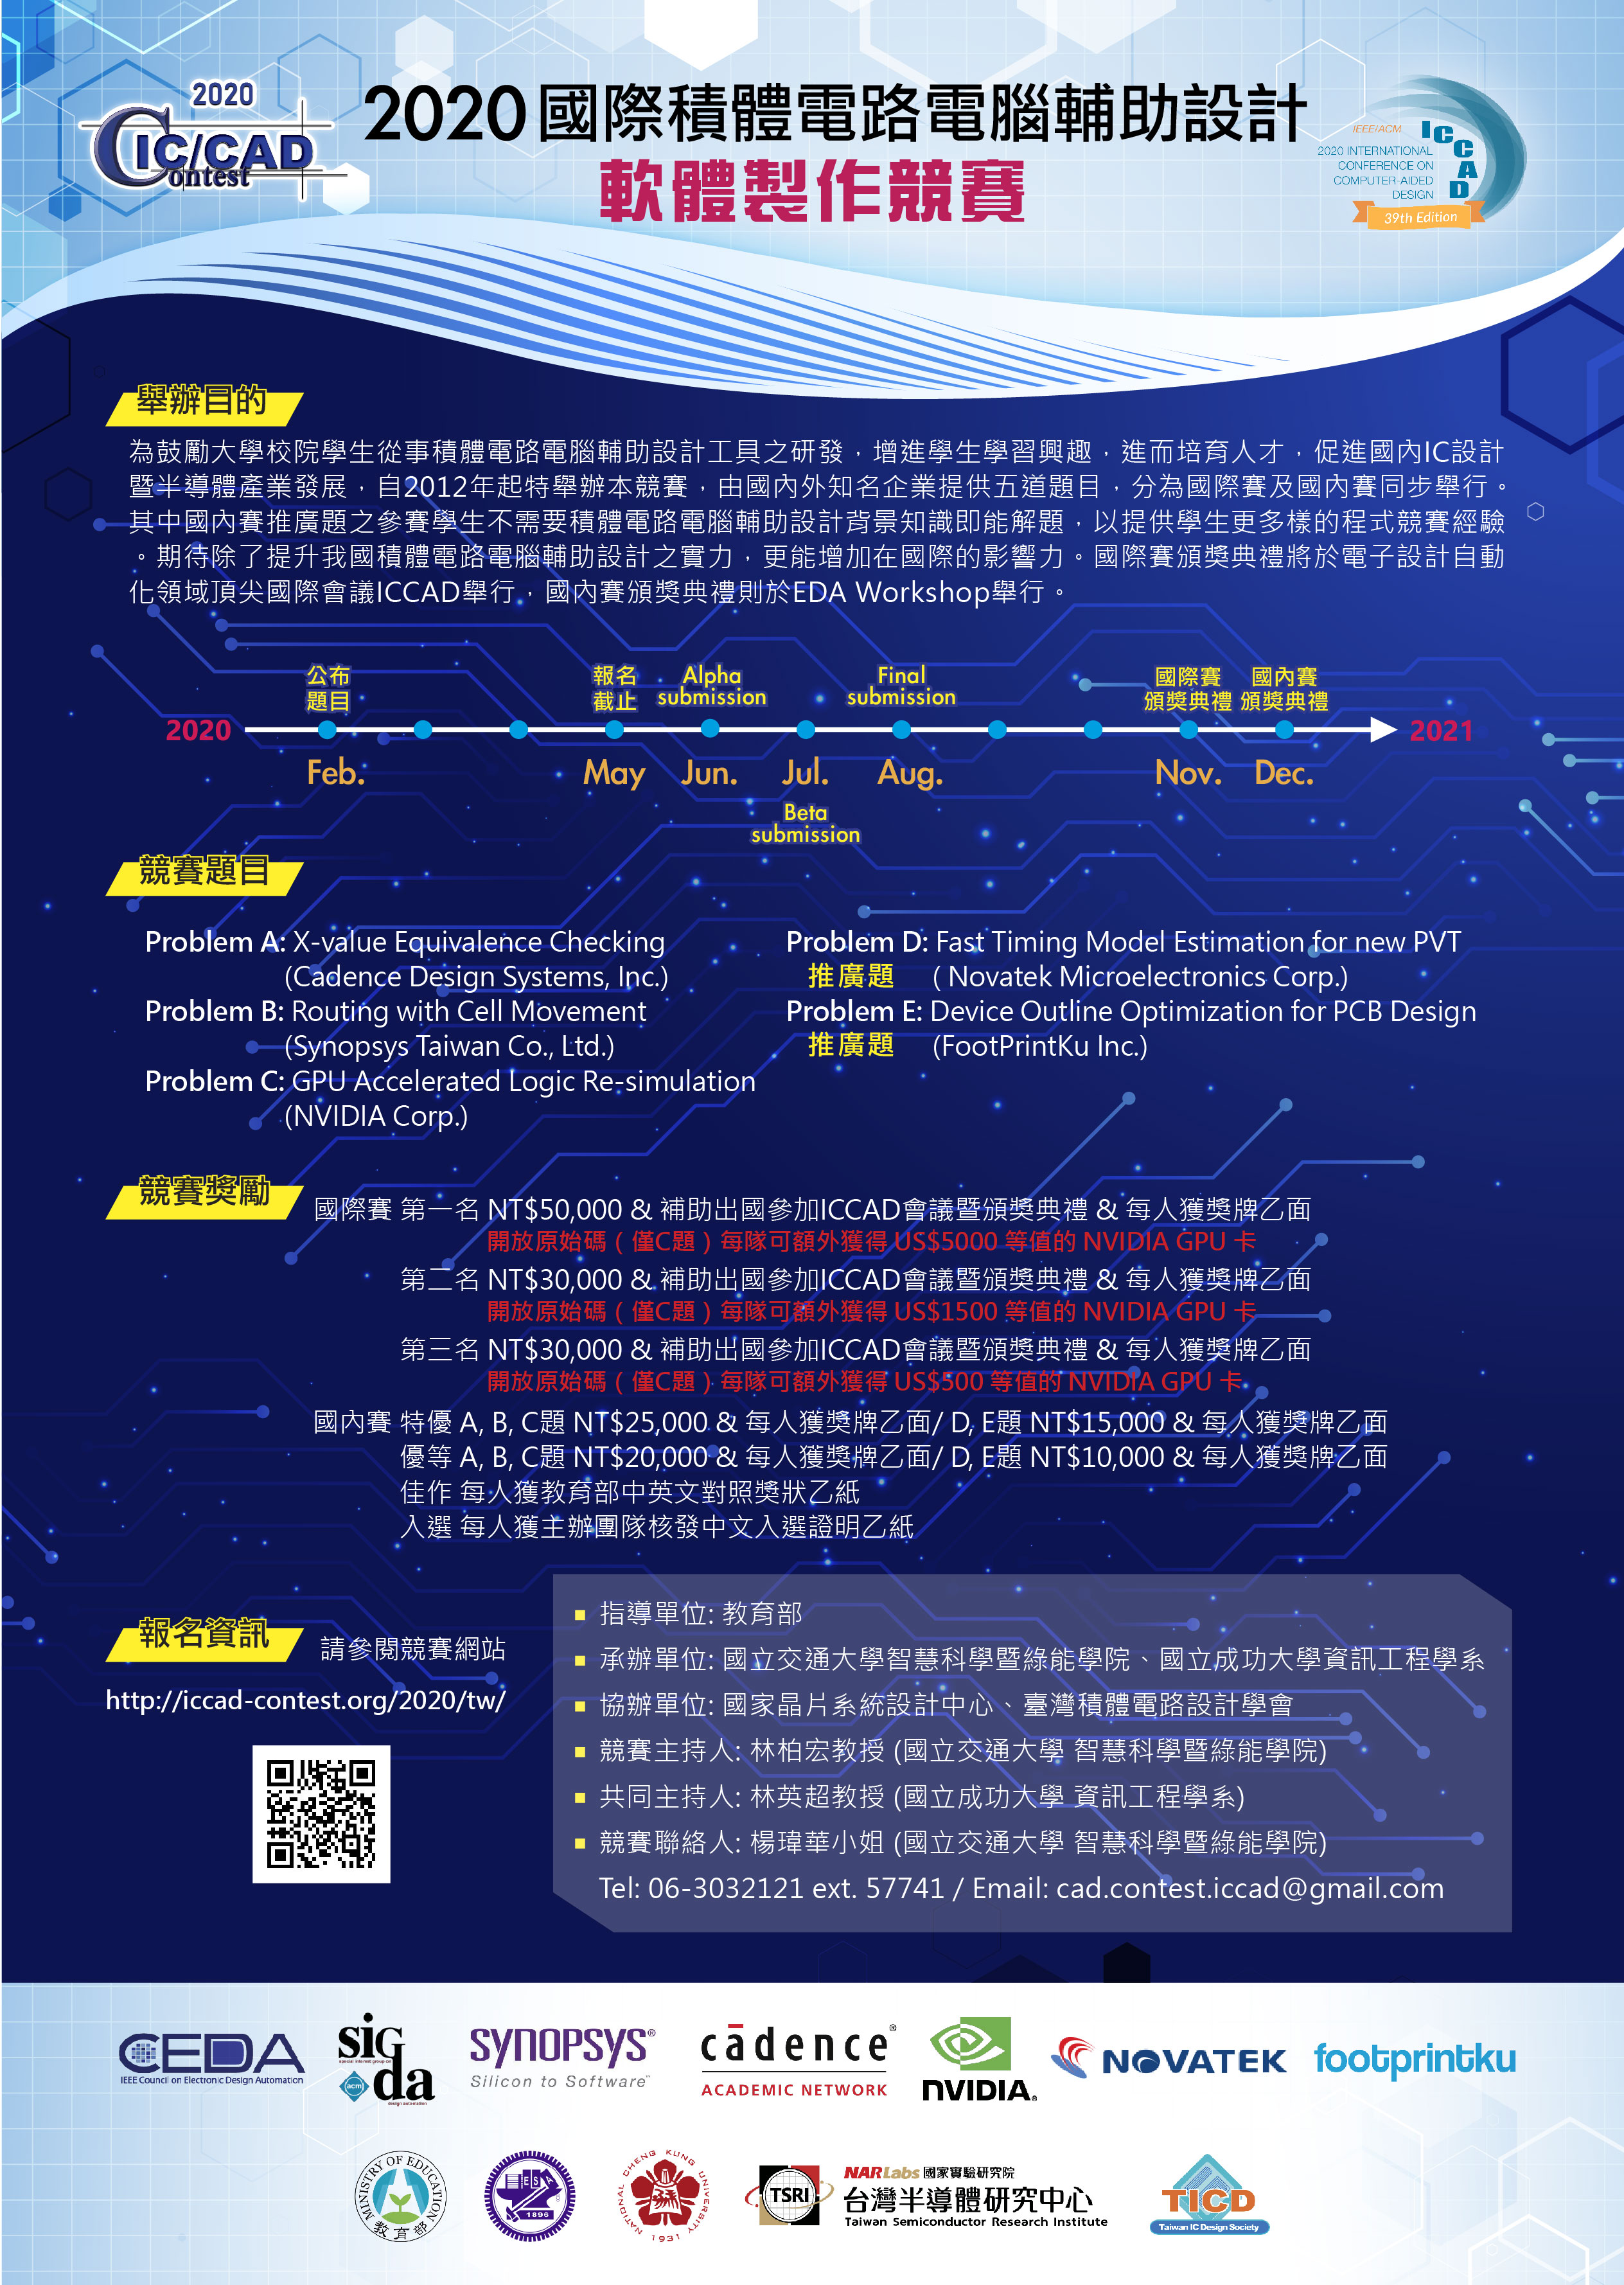 2020
IC/CAD
Contest
2020國際積體電路電腦輔助設計
軟體製作競賽
IEEE/ACM
ICCAD
2020 INTERNATIONAL
CONFERENCE ON
COMPUTER-AIDED
DESIGN
39th Edition
舉辦目的
為鼓勵大學校院學生從事積體電路電腦輔助設計工具之研發，增進學生學習興趣，進而培育人才，促進國內IC設計
暨半導體產業發展，自2012年起特舉辦本競賽，由國內外知名企業提供五道題目，分為國際賽及國內賽同步舉行。
其中國內賽推廣題之參賽學生不需要積體電路電腦輔助設計背景知識即能解題，以提供學生更多樣的程式競賽經驗
。期待除了提升我國積體電路電腦輔助設計之實力，更能增加在國際的影響力。國際賽頒獎典禮將於電子設計自動
化領域頂尖國際會議ICCAD舉行，國內賽頒獎典禮則於EDA Workshop舉行。
公布
題目
報名
截止
Alpha
submission
Final
submission
國際賽
頒獎典禮
國內賽
頒獎典禮
2020
2021
Feb.
May
Jun.
Jul.
Aug.
Nov.
Dec.
Beta
submission
競賽題目
Problem A: X-value Equivalence Checking
(Cadence Design Systems, Inc.)
Problem B: Routing with Cell Movement
(Synopsys Taiwan Co., Ltd.)
Problem C: GPU Accelerated Logic Re-simulation
(NVIDIA Corp.)
Problem D: Fast Timing Model Estimation for new PVT
推廣題 ( Novatek Microelectronics Corp.)
Problem E: Device Outline Optimization for PCB Design
推廣題 (FootPrintKu Inc.)
競賽獎勵
國際賽 第一名 NT$50,000 & 補助出國參加ICCAD會議暨頒獎典禮 & 每人獲獎牌乙面
開放原始碼（僅C題）每隊可額外獲得 US$5000 等值的 NVIDIA GPU 卡
第二名 NT$30,000 & 補助出國參加ICCAD會議暨頒獎典禮 & 每人獲獎牌乙面
開放原始碼（僅C題）每隊可額外獲得 US$1500 等值的 NVIDIA GPU 卡
第三名 NT$30,000 & 補助出國參加ICCAD會議暨頒獎典禮 & 每人獲獎牌乙面
開放原始碼（僅C題）每隊可額外獲得 US$500 等值的 NVIDIA GPU 卡
國內賽 特優 A, B, C題 NT$25,000 & 每人獲獎牌乙面/ D, E題 NT$15,000 & 每人獲獎牌乙面
優等 A, B, C題 NT$20,000 & 每人獲獎牌乙面/ D, E題 NT$10,000 & 每人獲獎牌乙面
佳作 每人獲教育部中英文對照獎狀乙紙
入選 每人獲主辦團隊核發中文入選證明乙紙
報名資訊
請參閱競賽網站
http://iccad-contest.org/2020/tw/
指導單位: 教育部
承辦單位: 國立交通大學智慧科學暨綠能學院、國立成功大學資訊工程學系
協辦單位: 國家晶片系統設計中心、臺灣積體電路設計學會
競賽主持人: 林柏宏教授 (國立交通大學 智慧科學暨綠能學院)
共同主持人: 林英超教授 (國立成功大學 資訊工程學系)
競賽聯絡人: 楊瑋華小姐 (國立交通大學 智慧科學暨綠能學院)
Tel: 06-3032121 ext. 57741 / Email: cad.contest.iccad@gmail.com
CEDA
IEEE Council on Electronic Design Automation
sigda
special interest group on
acm
design automation
SYNOPSYS®
Silicon to Software™
cādence®
ACADEMIC NETWORK
NVIDIA®
NOVATEK
footprintku
MINISTRY OF EDUCATION
教育部
ESA
1896
NATIONAL CHENG KUNG UNIVERSITY
1931
TSRI
NARLabs 國家實驗研究院
台灣半導體研究中心
Taiwan Semiconductor Research Institute
TICD
Taiwan IC Design Society